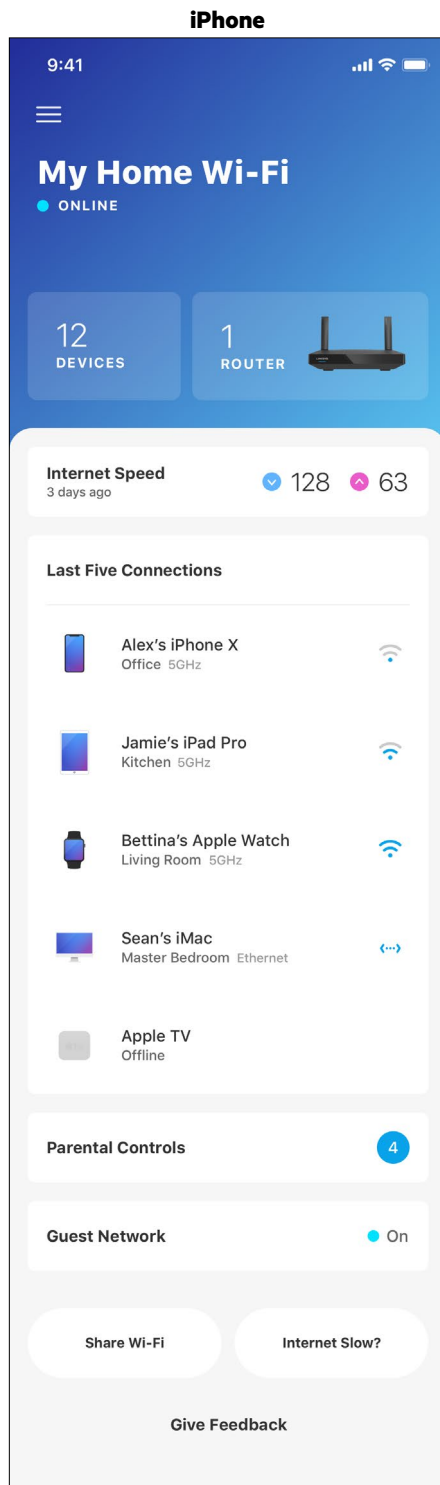 iPhone
9:41
My Home Wi-Fi
ONLINE
12
DEVICES
1
ROUTER
Internet Speed
3 days ago
128
63
Last Five Connections
Alex’s iPhone X
Office 5GHz
Jamie’s iPad Pro
Kitchen 5GHz
Bettina’s Apple Watch
Living Room 5GHz
Sean’s iMac
Master Bedroom Ethernet
Apple TV
Offline
Parental Controls
4
Guest Network
On
Share Wi-Fi
Internet Slow?
Give Feedback